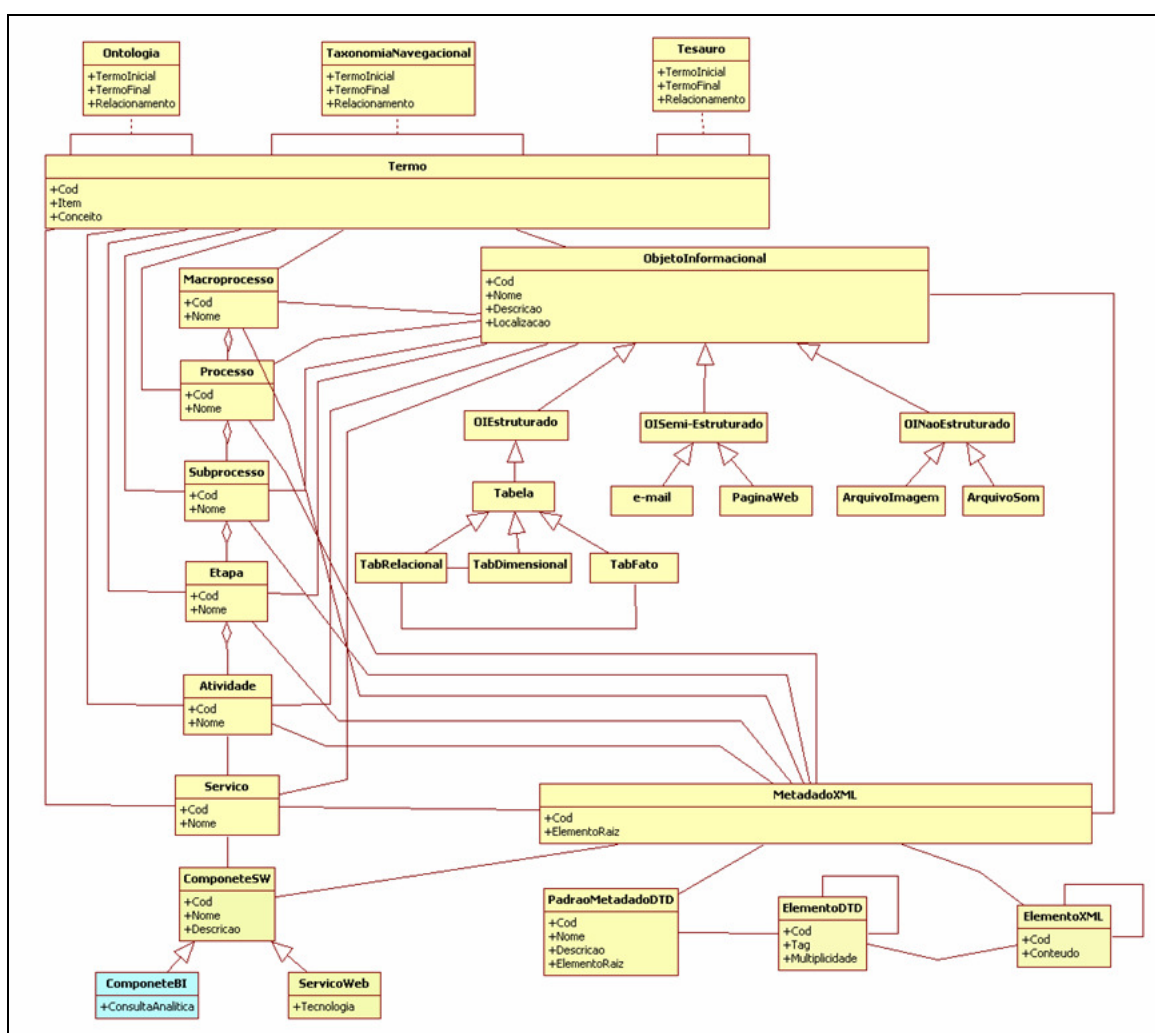 Ontologia
+TermoInicial
+TermoFinal
+Relacionamento
TaxonomiaNavegacional
+TermoInicial
+TermoFinal
+Relacionamento
Tesauro
+TermoInicial
+TermoFinal
+Relacionamento
Termo
+Cod
+Item
+Conceito
Macroprocesso
+Cod
+Nome
ObjetoInformacional
+Cod
+Nome
+Descricao
+Localizacao
Processo
+Cod
+Nome
OIEstruturado
OISemi-Estruturado
OINaoEstruturado
Subprocesso
+Cod
+Nome
Tabela
e-mail
PaginaWeb
ArquivoImagem
ArquivoSom
Etapa
+Cod
+Nome
TabRelacional
TabDimensional
TabFato
Atividade
+Cod
+Nome
Servico
+Cod
+Nome
MetadadoXML
+Cod
+ElementoRaiz
ComponeteSW
+Cod
+Nome
+Descricao
PadraoMetadadoDTD
+Cod
+Nome
+Descricao
+ElementoRaiz
ElementoDTD
+Cod
+Tag
+Multiplicidade
ElementoXML
+Cod
+Conteudo
ComponeteBI
+ConsultaAnalitica
ServicoWeb
+Tecnologia